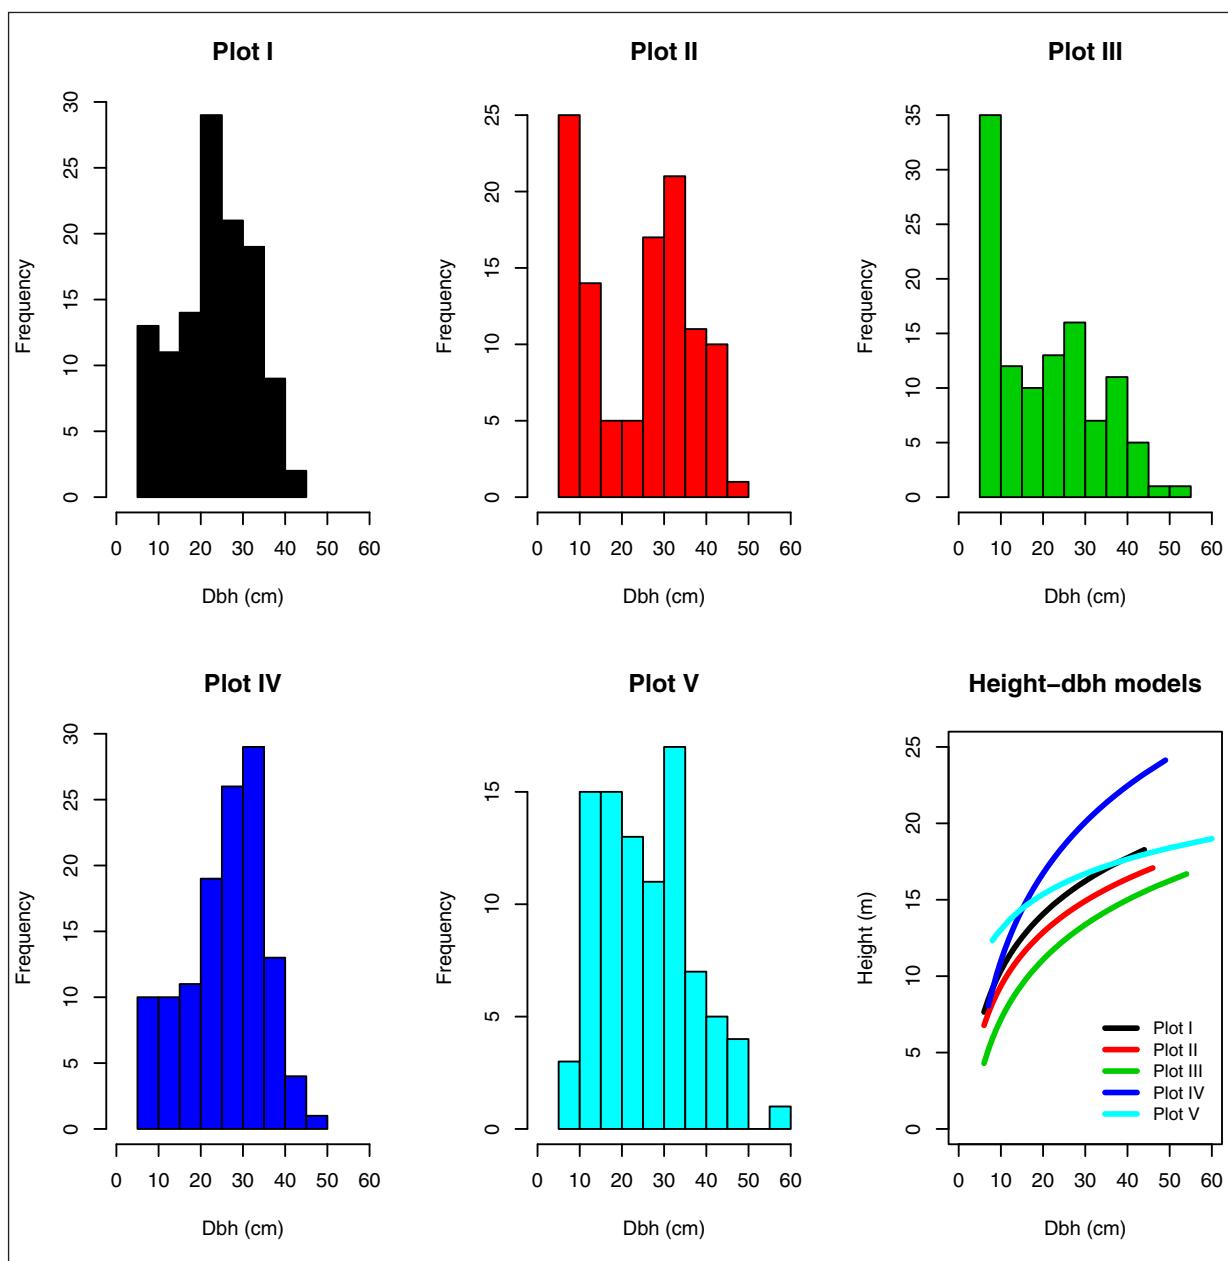 Plot I
Frequency
0 5 10 15 20 25 30
0 10 20 30 40 50 60
Dbh (cm)
Plot II
Frequency
0 5 10 15 20 25
0 10 20 30 40 50 60
Dbh (cm)
Plot III
Frequency
0 5 10 15 20 25 30 35
0 10 20 30 40 50 60
Dbh (cm)
Plot IV
Frequency
0 5 10 15 20 25 30
0 10 20 30 40 50 60
Dbh (cm)
Plot V
Frequency
0 5 10 15
0 10 20 30 40 50 60
Dbh (cm)
Height–dbh models
Height (m)
0 5 10 15 20 25
Plot I
Plot II
Plot III
Plot IV
Plot V
0 10 20 30 40 50 60
Dbh (cm)